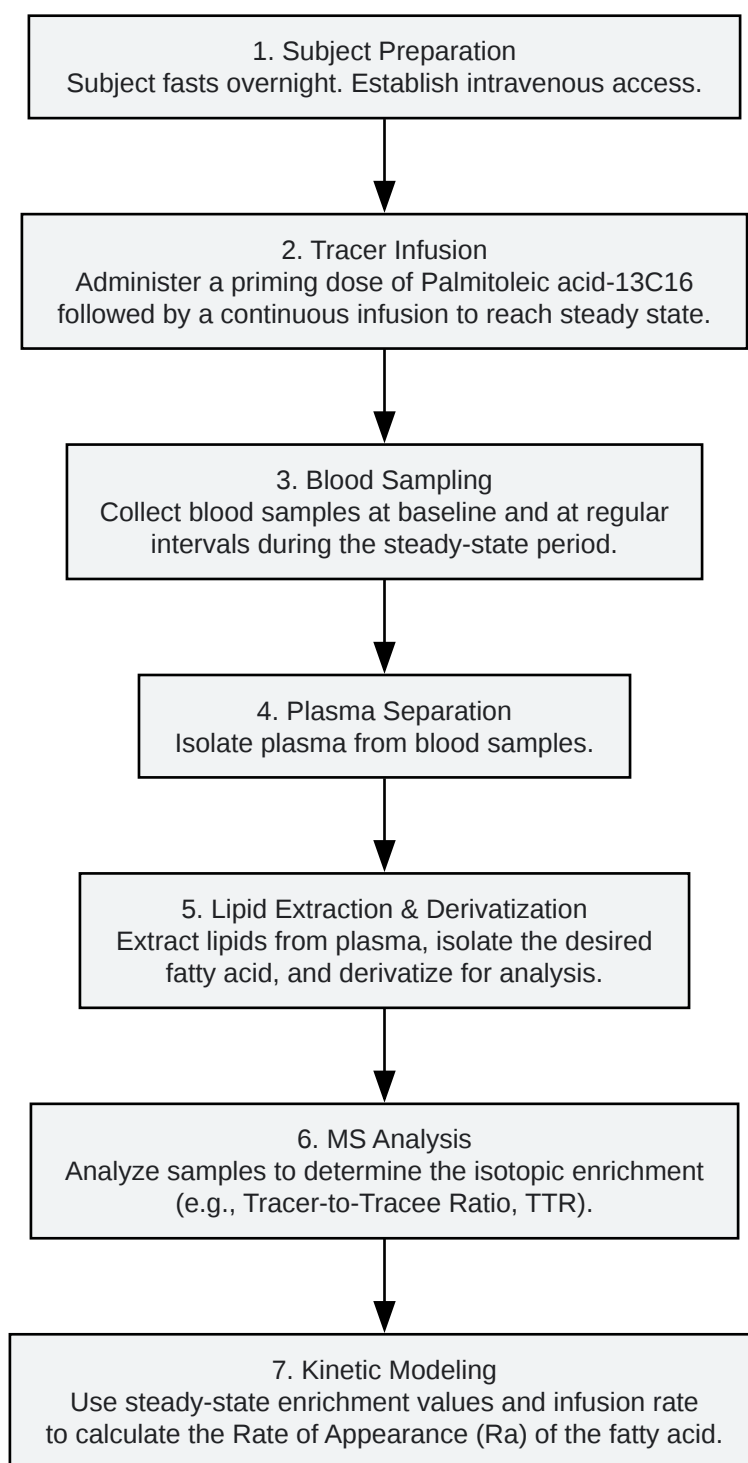 1. Subject Preparation
Subject fasts overnight. Establish intravenous access.
2. Tracer Infusion
Administer a priming dose of Palmitoleic acid-13C16
followed by a continuous infusion to reach steady state.
3. Blood Sampling
Collect blood samples at baseline and at regular
intervals during the steady-state period.
4. Plasma Separation
Isolate plasma from blood samples.
5. Lipid Extraction & Derivatization
Extract lipids from plasma, isolate the desired
fatty acid, and derivatize for analysis.
6. MS Analysis
Analyze samples to determine the isotopic enrichment
(e.g., Tracer-to-Tracee Ratio, TTR).
7. Kinetic Modeling
Use steady-state enrichment values and infusion rate
to calculate the Rate of Appearance (Ra) of the fatty acid.